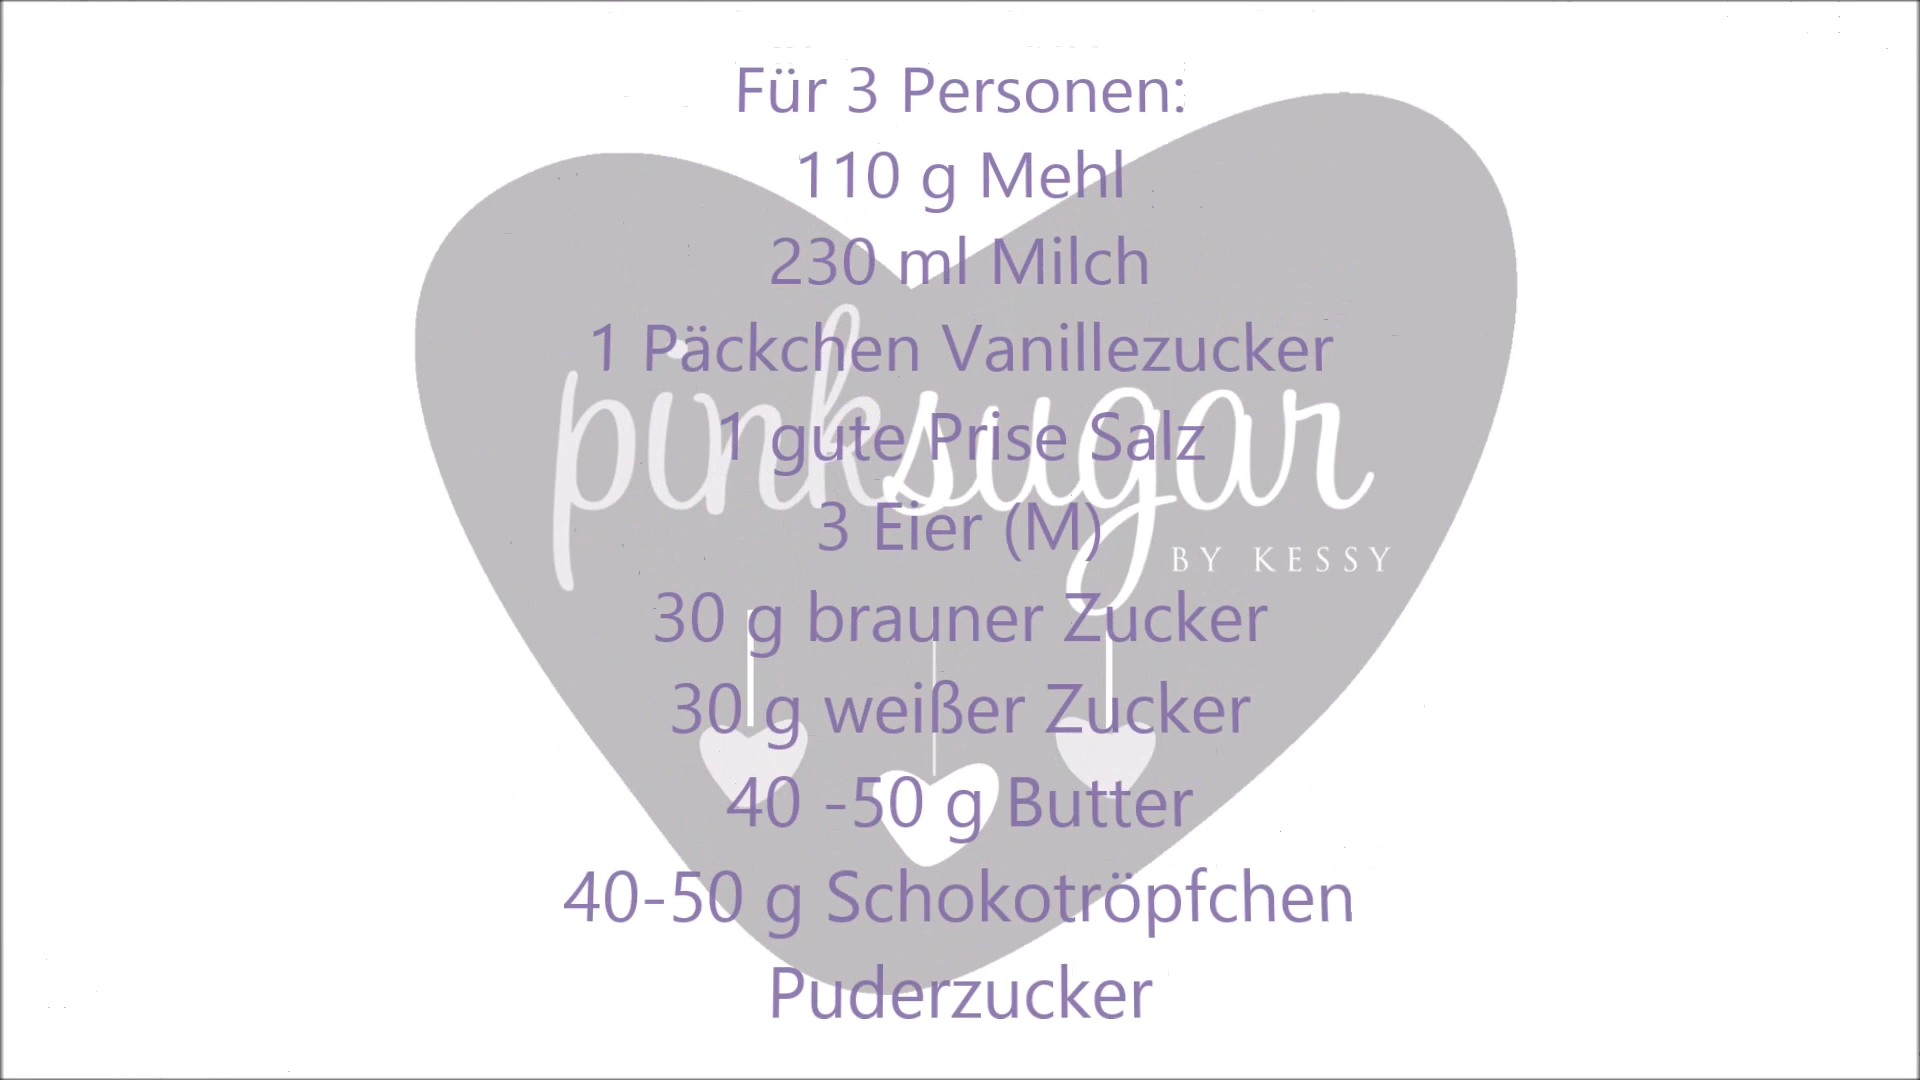 Für 3 Personen:
110 g Mehl
230 ml Milch
1 Päckchen Vanillezucker
1 gute Prise Salz
3 Eier (M)
30 g brauner Zucker
30 g weißer Zucker
40 -50 g Butter
40-50 g Schokotröpfchen
Puderzucker
pinksugar
BY KESSY